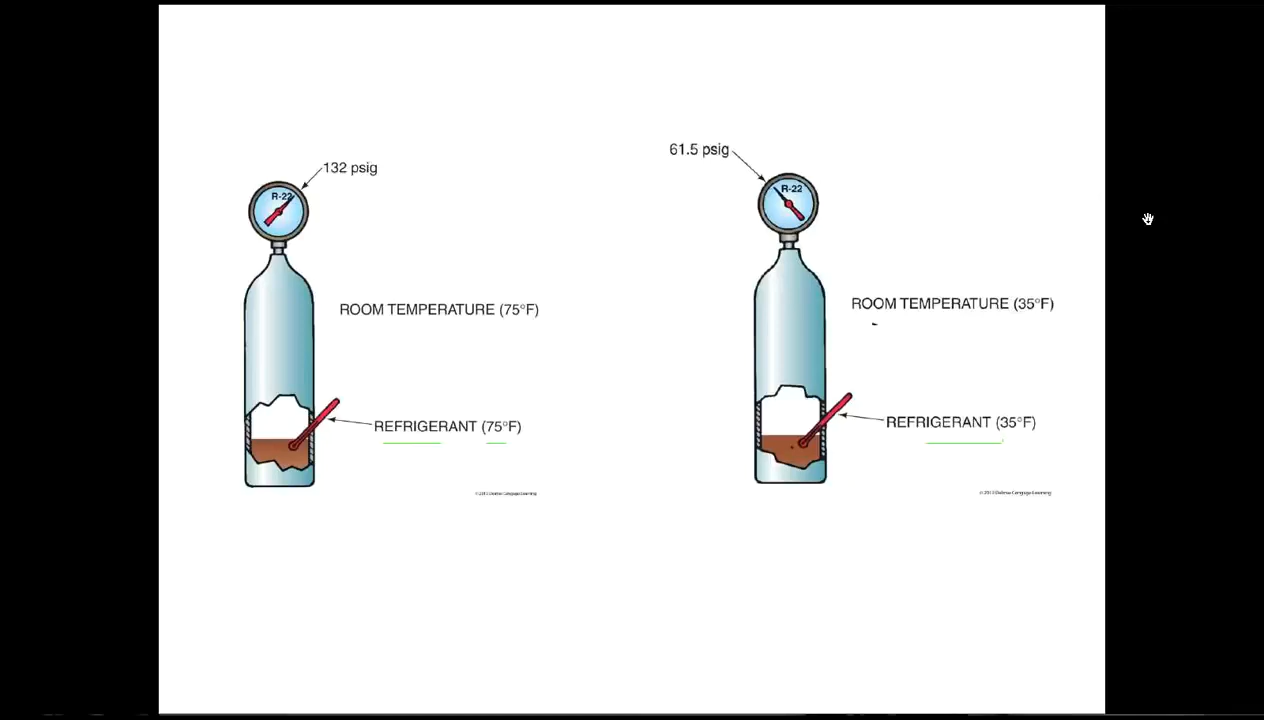 132 psig
R-22
ROOM TEMPERATURE (75°F)
REFRIGERANT (75°F)
61.5 psig
R-22
ROOM TEMPERATURE (35°F)
REFRIGERANT (35°F)